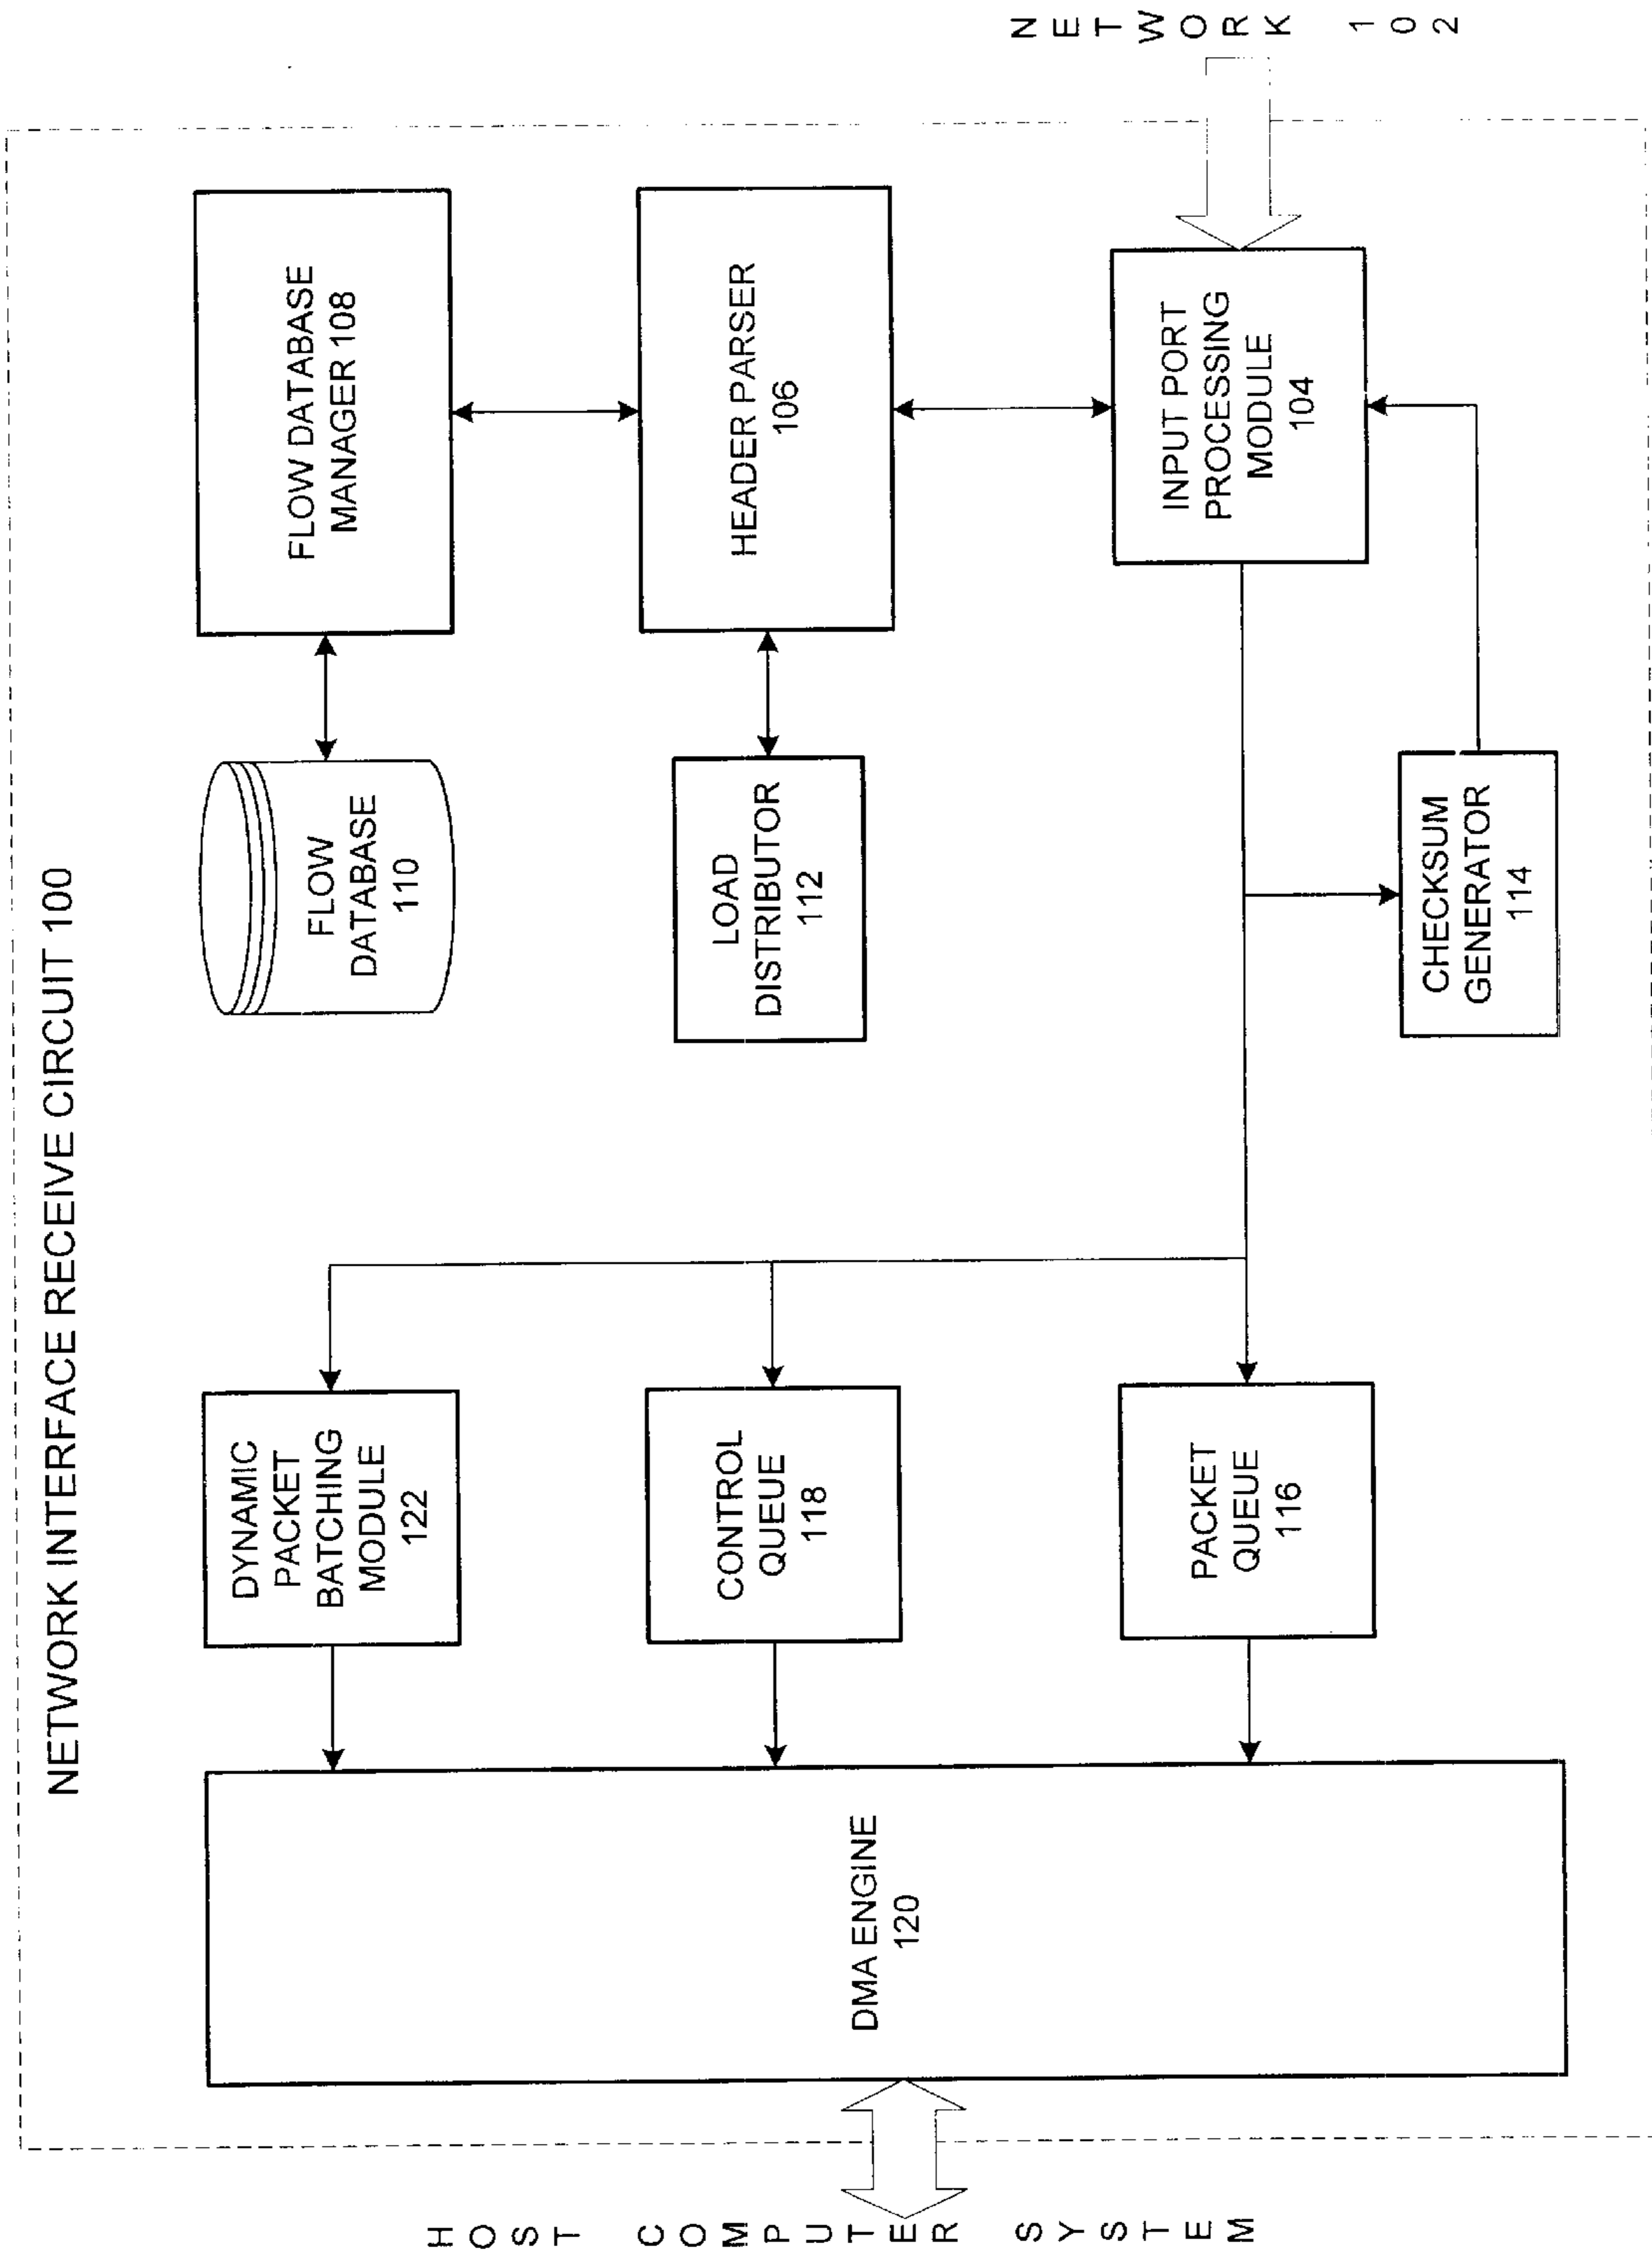 NETWORK INTERFACE RECEIVE CIRCUIT 100
HOST COMPUTER SYSTEM
DMA ENGINE
120
DYNAMIC
PACKET
BATCHING
MODULE
122
CONTROL
QUEUE
118
PACKET
QUEUE
116
FLOW
DATABASE
110
LOAD
DISTRIBUTOR
112
CHECKSUM
GENERATOR
114
FLOW DATABASE
MANAGER 108
HEADER PARSER
106
INPUT PORT
PROCESSING
MODULE
104
NETWORK 102